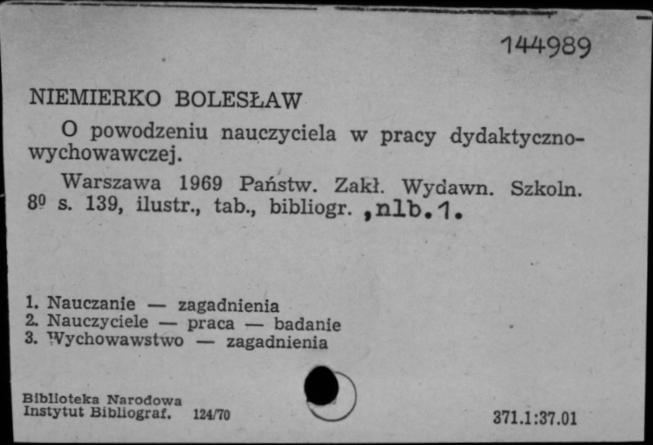 144989
NIEMIERKO BOLESŁAW
O powodzeniu nauczyciela w pracy dydaktyczno-
wychowawczej.
Warszawa 1969 Państw. Zakł. Wydawn. Szkoln.
8⁰ s. 139, ilustr., tab., bibliogr. ,nlb.1.
1. Nauczanie — zagadnienia
2. Nauczyciele — praca — badanie
3. Wychowawstwo — zagadnienia
Biblioteka Narodowa
Instytut Bibliograf. 124/70
371.1:37.01